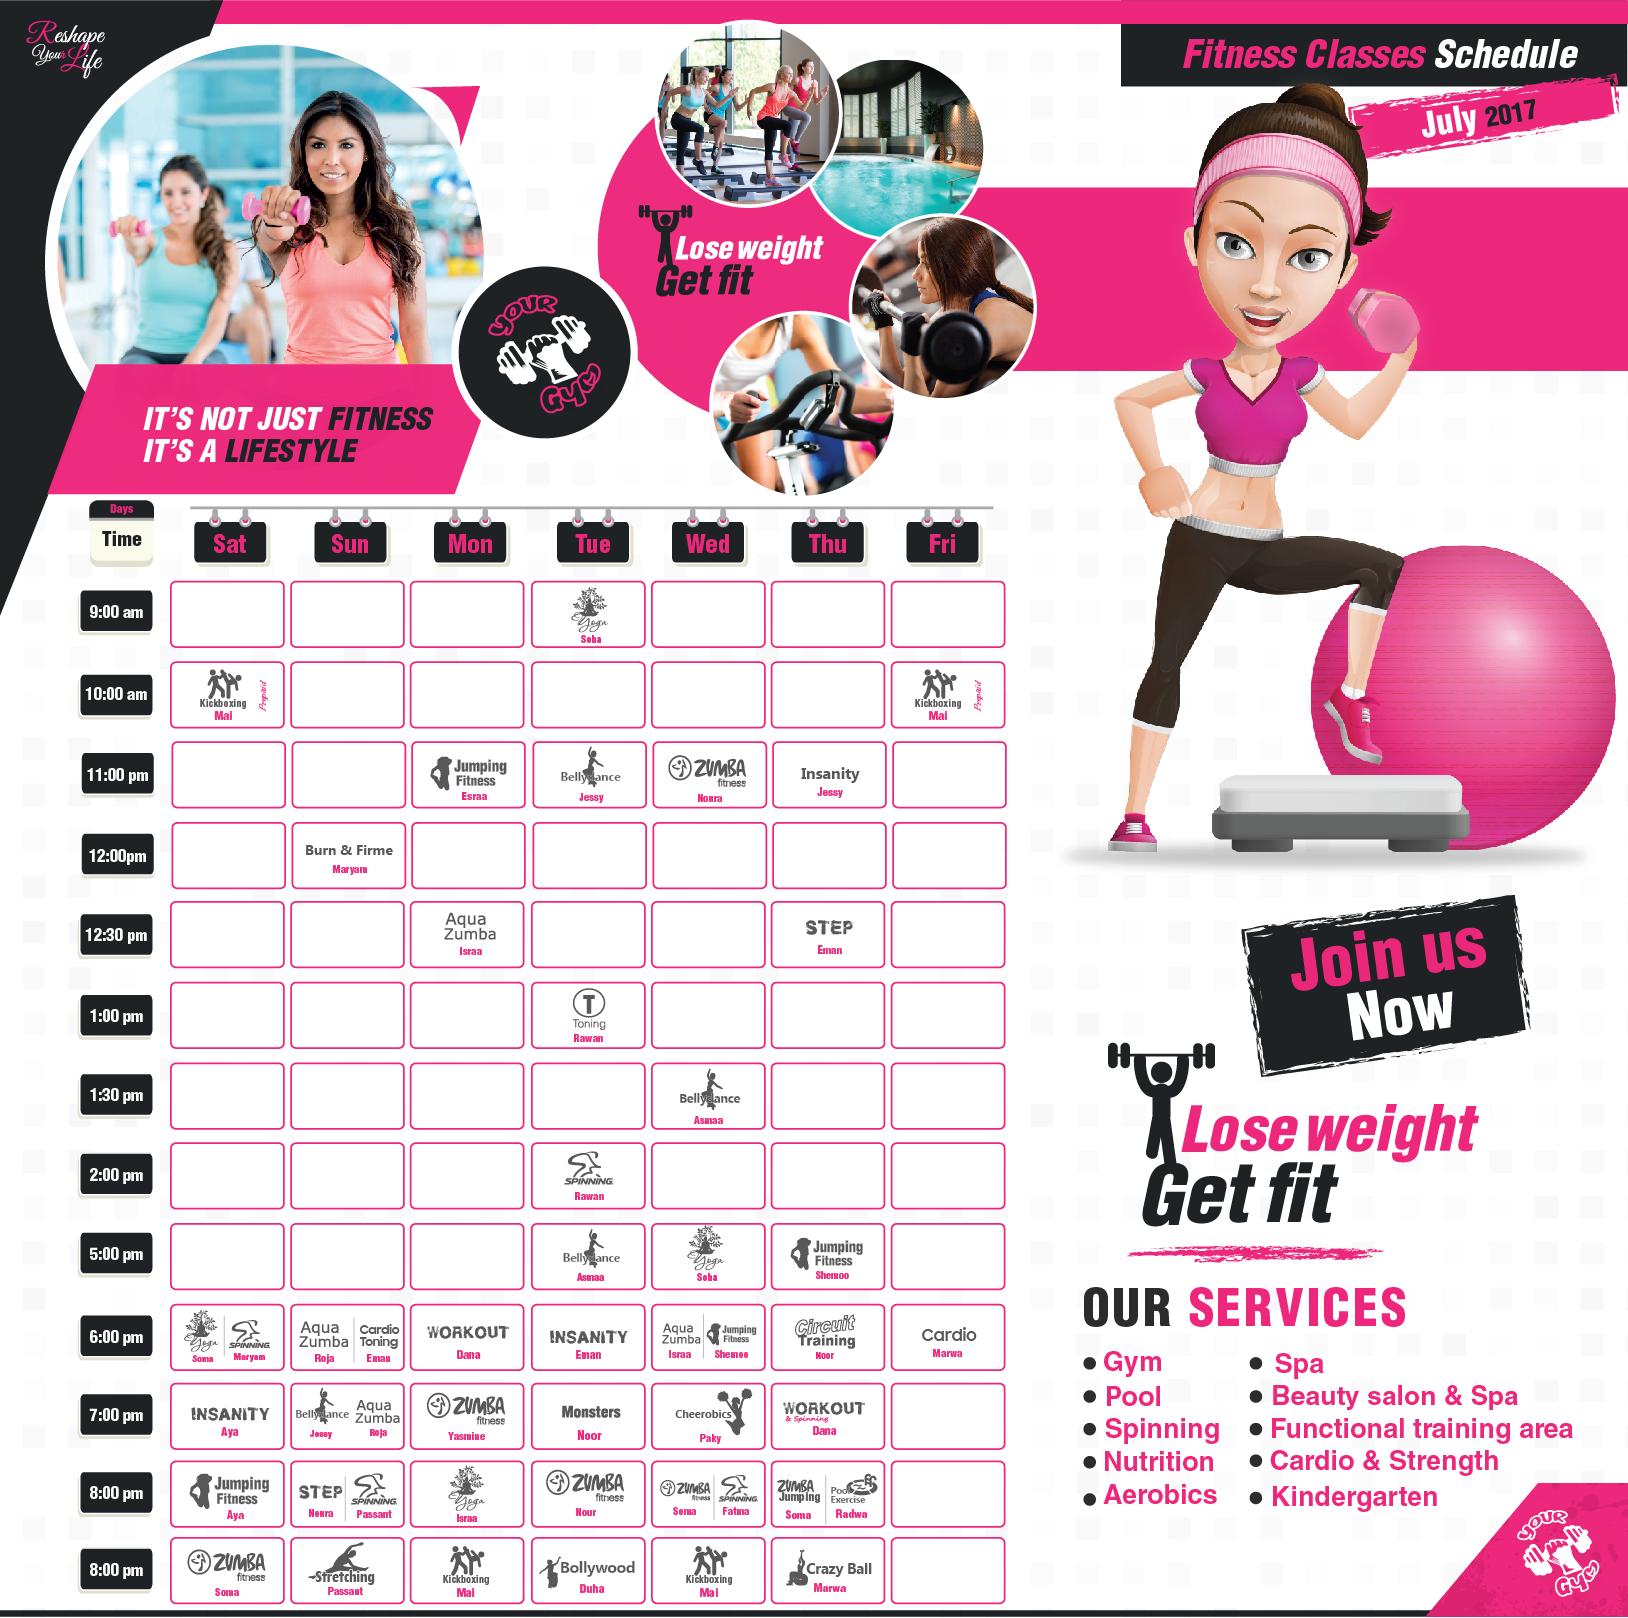 Reshape
Your Life
Fitness Classes Schedule
July 2017
Lose weight
Get fit
YOUR
GYM
IT'S NOT JUST FITNESS
IT'S A LIFESTYLE
Days
Time
Sat Sun Mon Tue Wed Thu Fri
9:00 am
Yoga
Soha
10:00 am
Kickboxing Prepaid Kickboxing Prepaid
Mai Mai
11:00 pm
Jumping Fitness Bellydance ZUMBA fitness Insanity
Esraa Jessy Nonra Jessy
12:00pm
Burn & Firme
Maryam
12:30 pm
Aqua Zumba STEP
Israa Eman
1:00 pm
T
Toning
Rawan
1:30 pm
Bellydance
Asmaa
2:00 pm
SPINNING
Rawan
5:00 pm
Bellydance Yoga Jumping Fitness
Asmaa Soha Shemoo
6:00 pm
Yoga SPINNING Aqua Zumba Cardio Toning WORKOUT INSANITY Aqua Zumba Jumping Fitness Circuit Training Cardio
Soma Maryam Roja Eman Dana Eman Israa Shemoo Noor Marwa
7:00 pm
INSANITY Bellydance Aqua Zumba ZUMBA fitness Monsters Cheerobics WORKOUT & Spinning
Aya Jessy Roja Yasmine Noor Paky Dana
8:00 pm
Jumping Fitness STEP SPINNING Yoga ZUMBA fitness ZUMBA fitness SPINNING ZUMBA Jumping Pool Exercise
Aya Nonra Passant Israa Nour Soma Fatma Soma Radwa
8:00 pm
ZUMBA fitness Stretching Kickboxing Bollywood Kickboxing Crazy Ball
Soma Passant Mai Duha Mai Marwa
Join us
Now
Lose weight
Get fit
OUR SERVICES
Gym
Pool
Spinning
Nutrition
Aerobics
Spa
Beauty salon & Spa
Functional training area
Cardio & Strength
Kindergarten
YOUR
GYM